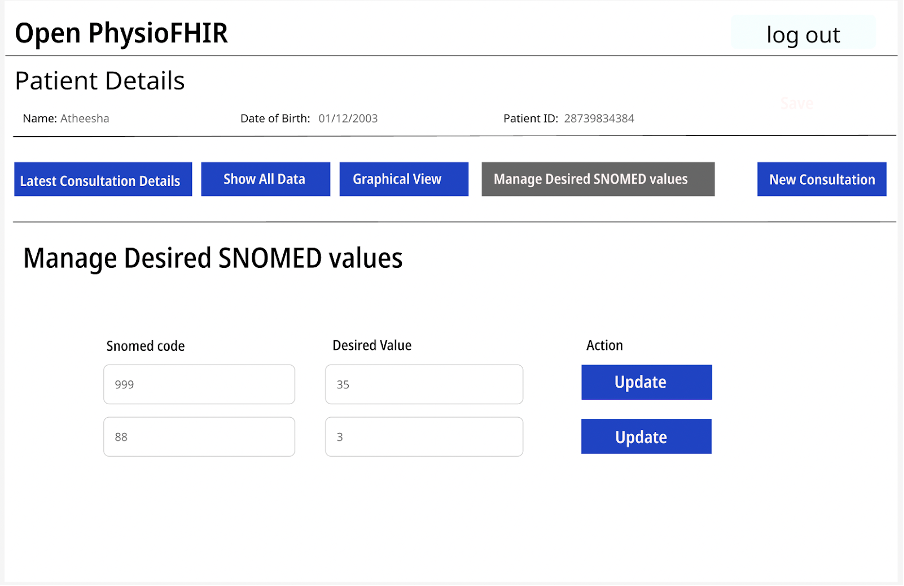 Open PhysioFHIR
log out
Patient Details
Save
Name: Atheesha Date of Birth: 01/12/2003 Patient ID: 28739834384
Latest Consultation Details Show All Data Graphical View Manage Desired SNOMED values New Consultation
Manage Desired SNOMED values
Snomed code Desired Value Action
999 35 Update
88 3 Update